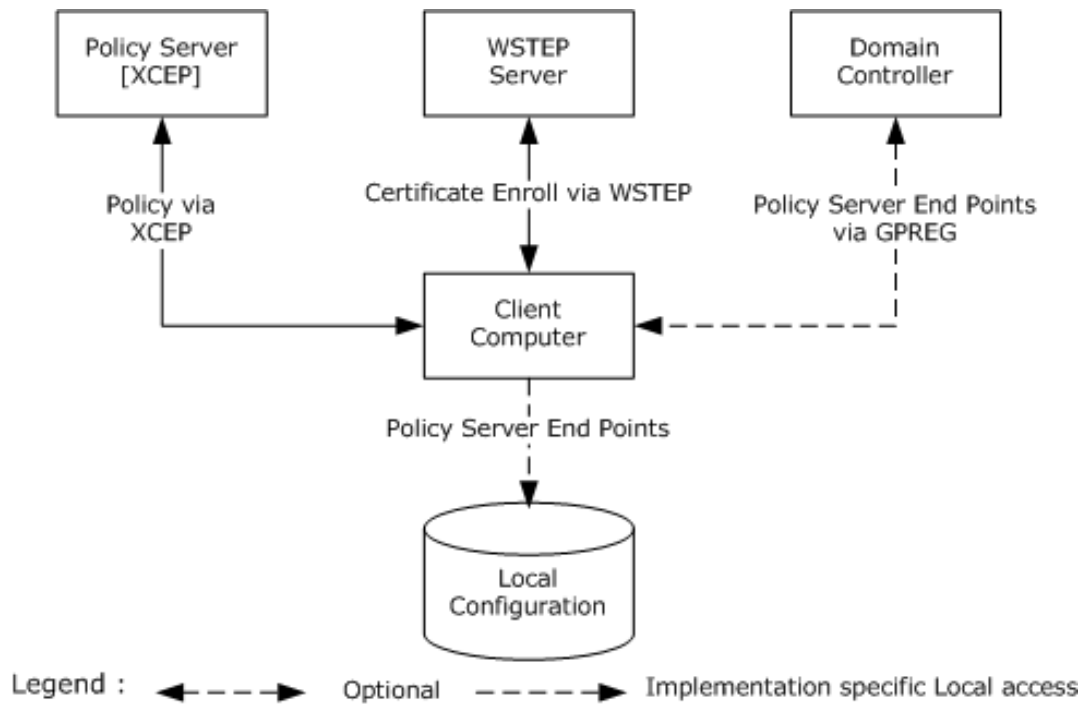 Policy Server
[XCEP]
WSTEP
Server
Domain
Controller
Policy via
XCEP
Certificate Enroll via WSTEP
Policy Server End Points
via GPREG
Client
Computer
Policy Server End Points
Local
Configuration
Legend :
Optional
Implementation specific Local access